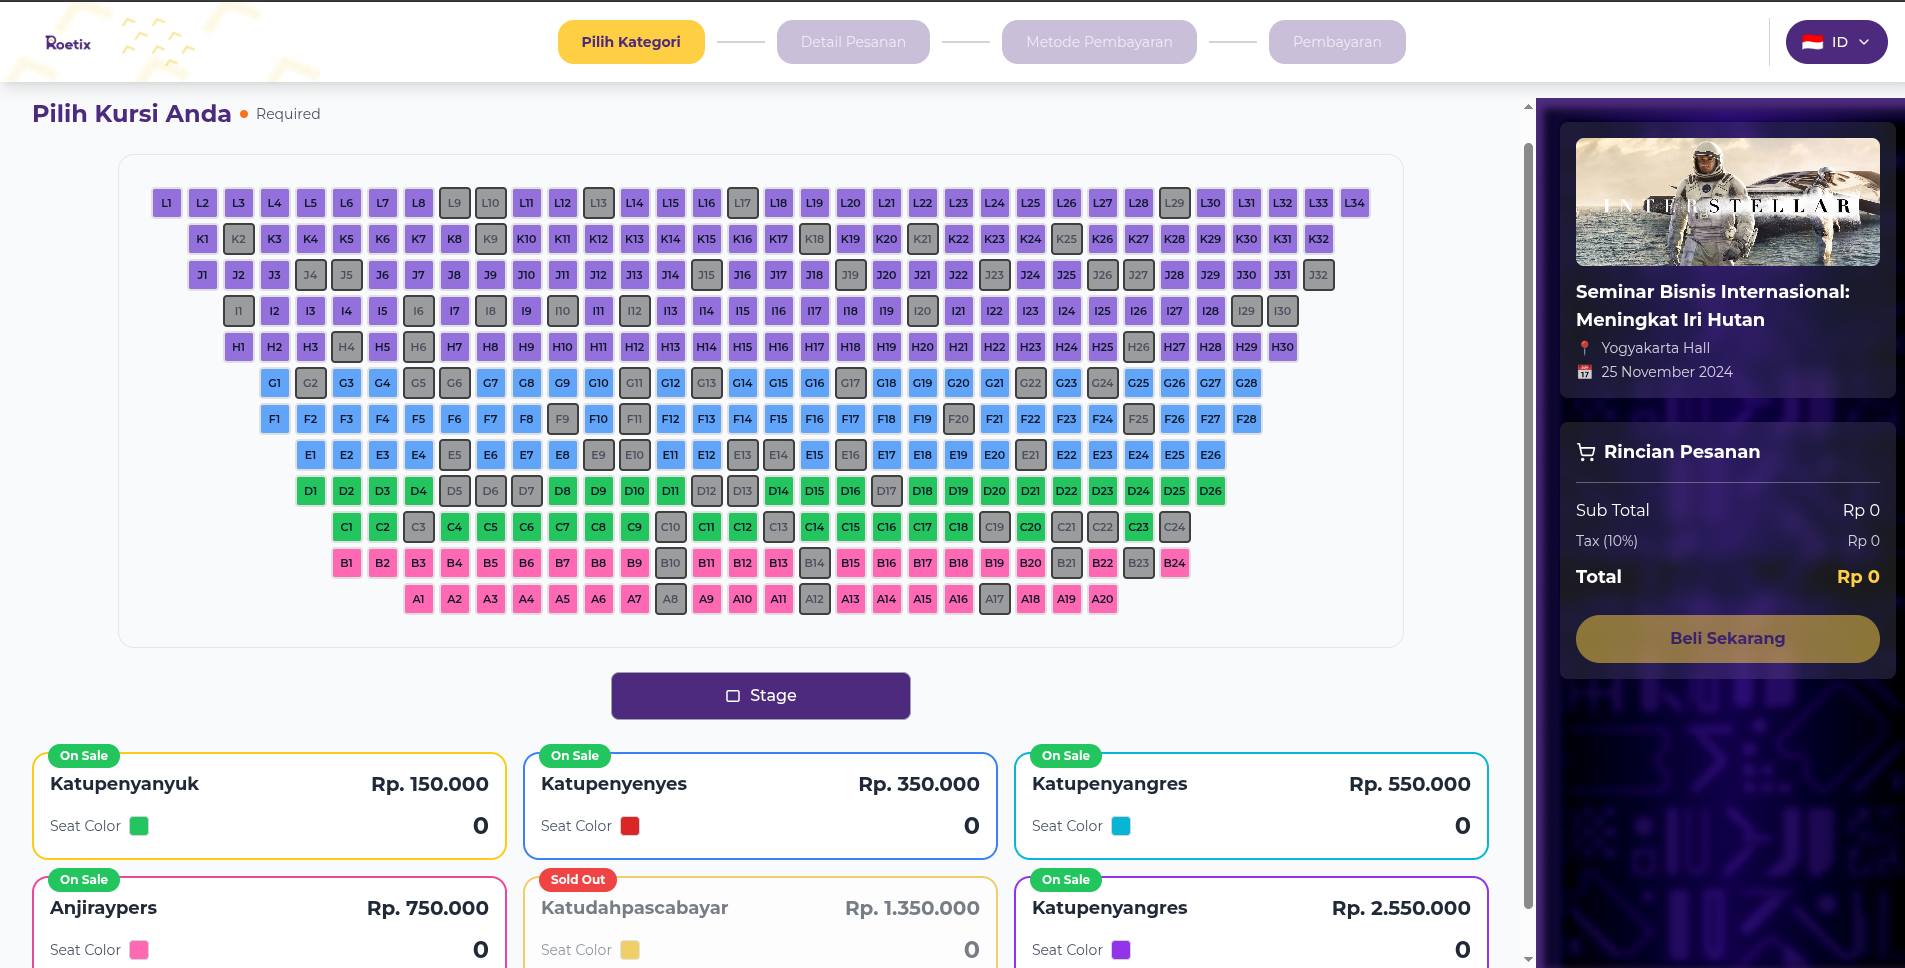 Roetix
Pilih Kategori
Detail Pesanan
Metode Pembayaran
Pembayaran
ID
Pilih Kursi Anda
Required
L1 L2 L3 L4 L5 L6 L7 L8 L9 L10 L11 L12 L13 L14 L15 L16 L17 L18 L19 L20 L21 L22 L23 L24 L25 L26 L27 L28 L29 L30 L31 L32 L33 L34
K1 K2 K3 K4 K5 K6 K7 K8 K9 K10 K11 K12 K13 K14 K15 K16 K17 K18 K19 K20 K21 K22 K23 K24 K25 K26 K27 K28 K29 K30 K31 K32
J1 J2 J3 J4 J5 J6 J7 J8 J9 J10 J11 J12 J13 J14 J15 J16 J17 J18 J19 J20 J21 J22 J23 J24 J25 J26 J27 J28 J29 J30 J31 J32
I1 I2 I3 I4 I5 I6 I7 I8 I9 I10 I11 I12 I13 I14 I15 I16 I17 I18 I19 I20 I21 I22 I23 I24 I25 I26 I27 I28 I29 I30
H1 H2 H3 H4 H5 H6 H7 H8 H9 H10 H11 H12 H13 H14 H15 H16 H17 H18 H19 H20 H21 H22 H23 H24 H25 H26 H27 H28 H29 H30
G1 G2 G3 G4 G5 G6 G7 G8 G9 G10 G11 G12 G13 G14 G15 G16 G17 G18 G19 G20 G21 G22 G23 G24 G25 G26 G27 G28
F1 F2 F3 F4 F5 F6 F7 F8 F9 F10 F11 F12 F13 F14 F15 F16 F17 F18 F19 F20 F21 F22 F23 F24 F25 F26 F27 F28
E1 E2 E3 E4 E5 E6 E7 E8 E9 E10 E11 E12 E13 E14 E15 E16 E17 E18 E19 E20 E21 E22 E23 E24 E25 E26
D1 D2 D3 D4 D5 D6 D7 D8 D9 D10 D11 D12 D13 D14 D15 D16 D17 D18 D19 D20 D21 D22 D23 D24 D25 D26
C1 C2 C3 C4 C5 C6 C7 C8 C9 C10 C11 C12 C13 C14 C15 C16 C17 C18 C19 C20 C21 C22 C23 C24
B1 B2 B3 B4 B5 B6 B7 B8 B9 B10 B11 B12 B13 B14 B15 B16 B17 B18 B19 B20 B21 B22 B23 B24
A1 A2 A3 A4 A5 A6 A7 A8 A9 A10 A11 A12 A13 A14 A15 A16 A17 A18 A19 A20
Stage
On Sale
Katupenyanyuk Rp. 150.000
Seat Color 0
On Sale
Katupenyenyes Rp. 350.000
Seat Color 0
On Sale
Katupenyangres Rp. 550.000
Seat Color 0
On Sale
Anjiraypers Rp. 750.000
Seat Color 0
Sold Out
Katudahpascabayar Rp. 1.350.000
Seat Color 0
On Sale
Katupenyangres Rp. 2.550.000
Seat Color 0
INTERSTELLAR
Seminar Bisnis Internasional:
Meningkat Iri Hutan
Yogyakarta Hall
25 November 2024
Rincian Pesanan
Sub Total Rp 0
Tax (10%) Rp 0
Total Rp 0
Beli Sekarang